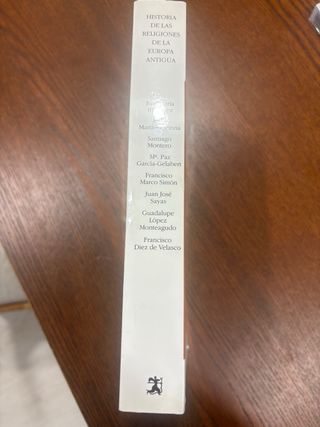 HISTORIA
DE LAS
RELIGIONES
DE LA
EUROPA
ANTIGUA
Santiago
Montero
Mª. Paz
García-Gelabert
Francisco
Marco Simón
Juan José
Sayas
Guadalupe
López
Monteagudo
Francisco
Diez de Velasco